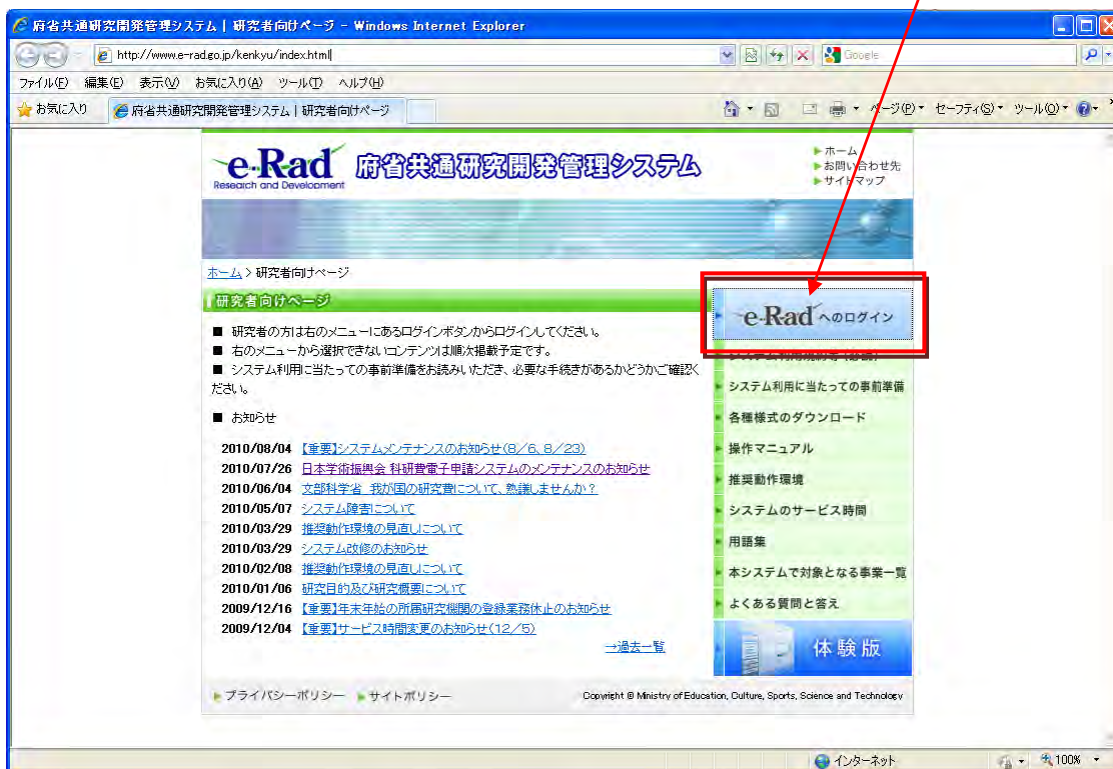 府省共通研究開発管理システム | 研究者向けページ - Windows Internet Explorer
http://www.e-rad.go.jp/kenkyu/index.html
Google
ファイル(F) 編集(E) 表示(V) お気に入り(A) ツール(T) ヘルプ(H)
お気に入り 府省共通研究開発管理システム | 研究者向けページ
ページ(P) セーフティ(S) ツール(O)
e-Rad 府省共通研究開発管理システム
Research and Development
ホーム
お問い合わせ先
サイトマップ
ホーム > 研究者向けページ
研究者向けページ
■ 研究者の方は右のメニューにあるログインボタンからログインしてください。
■ 右のメニューから選択できないコンテンツは順次掲載予定です。
■ システム利用に当たっての事前準備をお読みいただき、必要な手続きがあるかどうかご確認く
ださい。
■ お知らせ
2010/08/04 【重要】システムメンテナンスのお知らせ(8/6、8/23)
2010/07/26 日本学術振興会 科研費電子申請システムのメンテナンスのお知らせ
2010/06/04 文部科学省 我が国の研究費について、熟議しませんか？
2010/05/07 システム障害について
2010/03/29 推奨動作環境の見直しについて
2010/03/29 システム改修のお知らせ
2010/02/08 推奨動作環境の見直しについて
2010/01/06 研究目的及び研究概要について
2009/12/16 【重要】年末年始の所属研究機関の登録業務休止のお知らせ
2009/12/04 【重要】サービス時間変更のお知らせ(12/5)
→過去一覧
e-Rad へのログイン
システム利用に当たっての事前準備
各種様式のダウンロード
操作マニュアル
推奨動作環境
システムのサービス時間
用語集
本システムで対象となる事業一覧
よくある質問と答え
体験版
プライバシーポリシー サイトポリシー
Copyright © Ministry of Education, Culture, Sports, Science and Technology
インターネット 100%